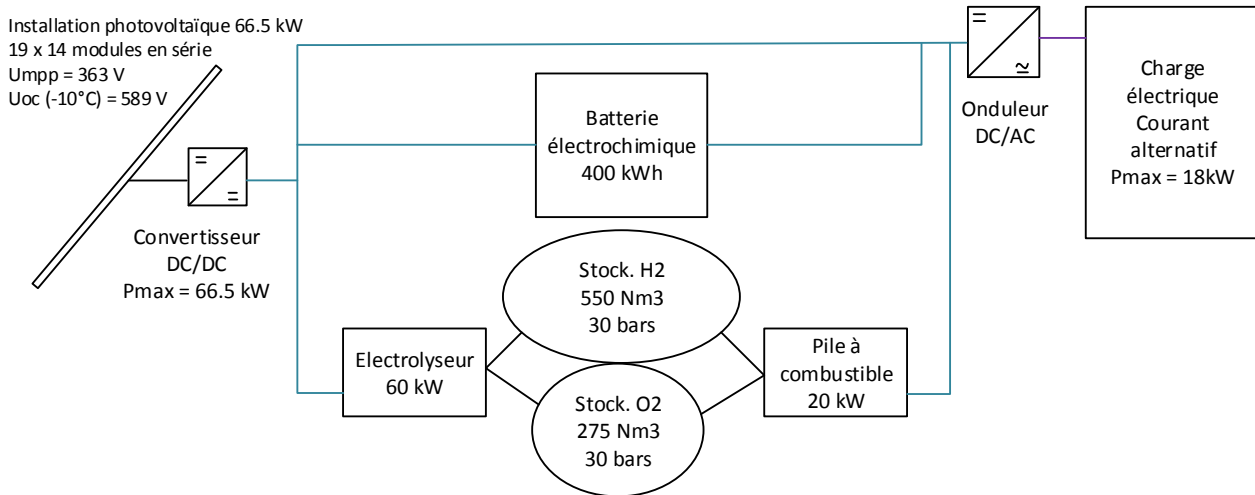 Installation photovoltaïque 66.5 kW
19 x 14 modules en série
Umpp = 363 V
Uoc (-10°C) = 589 V
Convertisseur
DC/DC
Pmax = 66.5 kW
Batterie
électrochimique
400 kWh
Stock. H2
550 Nm3
30 bars
Electrolyseur
60 kW
Stock. O2
275 Nm3
30 bars
Pile à
combustible
20 kW
Onduleur
DC/AC
Charge
électrique
Courant
alternatif
Pmax = 18kW